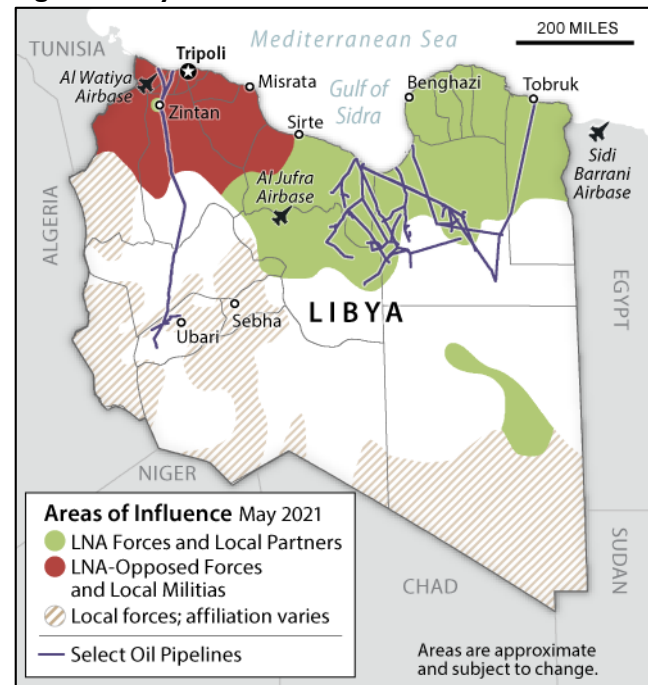 200 MILES
TUNISIA
Mediterranean Sea
Tripoli
Al Watiya
Airbase
Misrata
Gulf of
Sidra
Benghazi
Tobruk
Zintan
Sirte
Sidi
Barrani
Airbase
Al Jufra
Airbase
ALGERIA
EGYPT
LIBYA
Sebha
Ubari
NIGER
CHAD
SUDAN
Areas of Influence May 2021
LNA Forces and Local Partners
LNA-Opposed Forces
and Local Militias
Local forces; affiliation varies
Select Oil Pipelines
Areas are approximate
and subject to change.